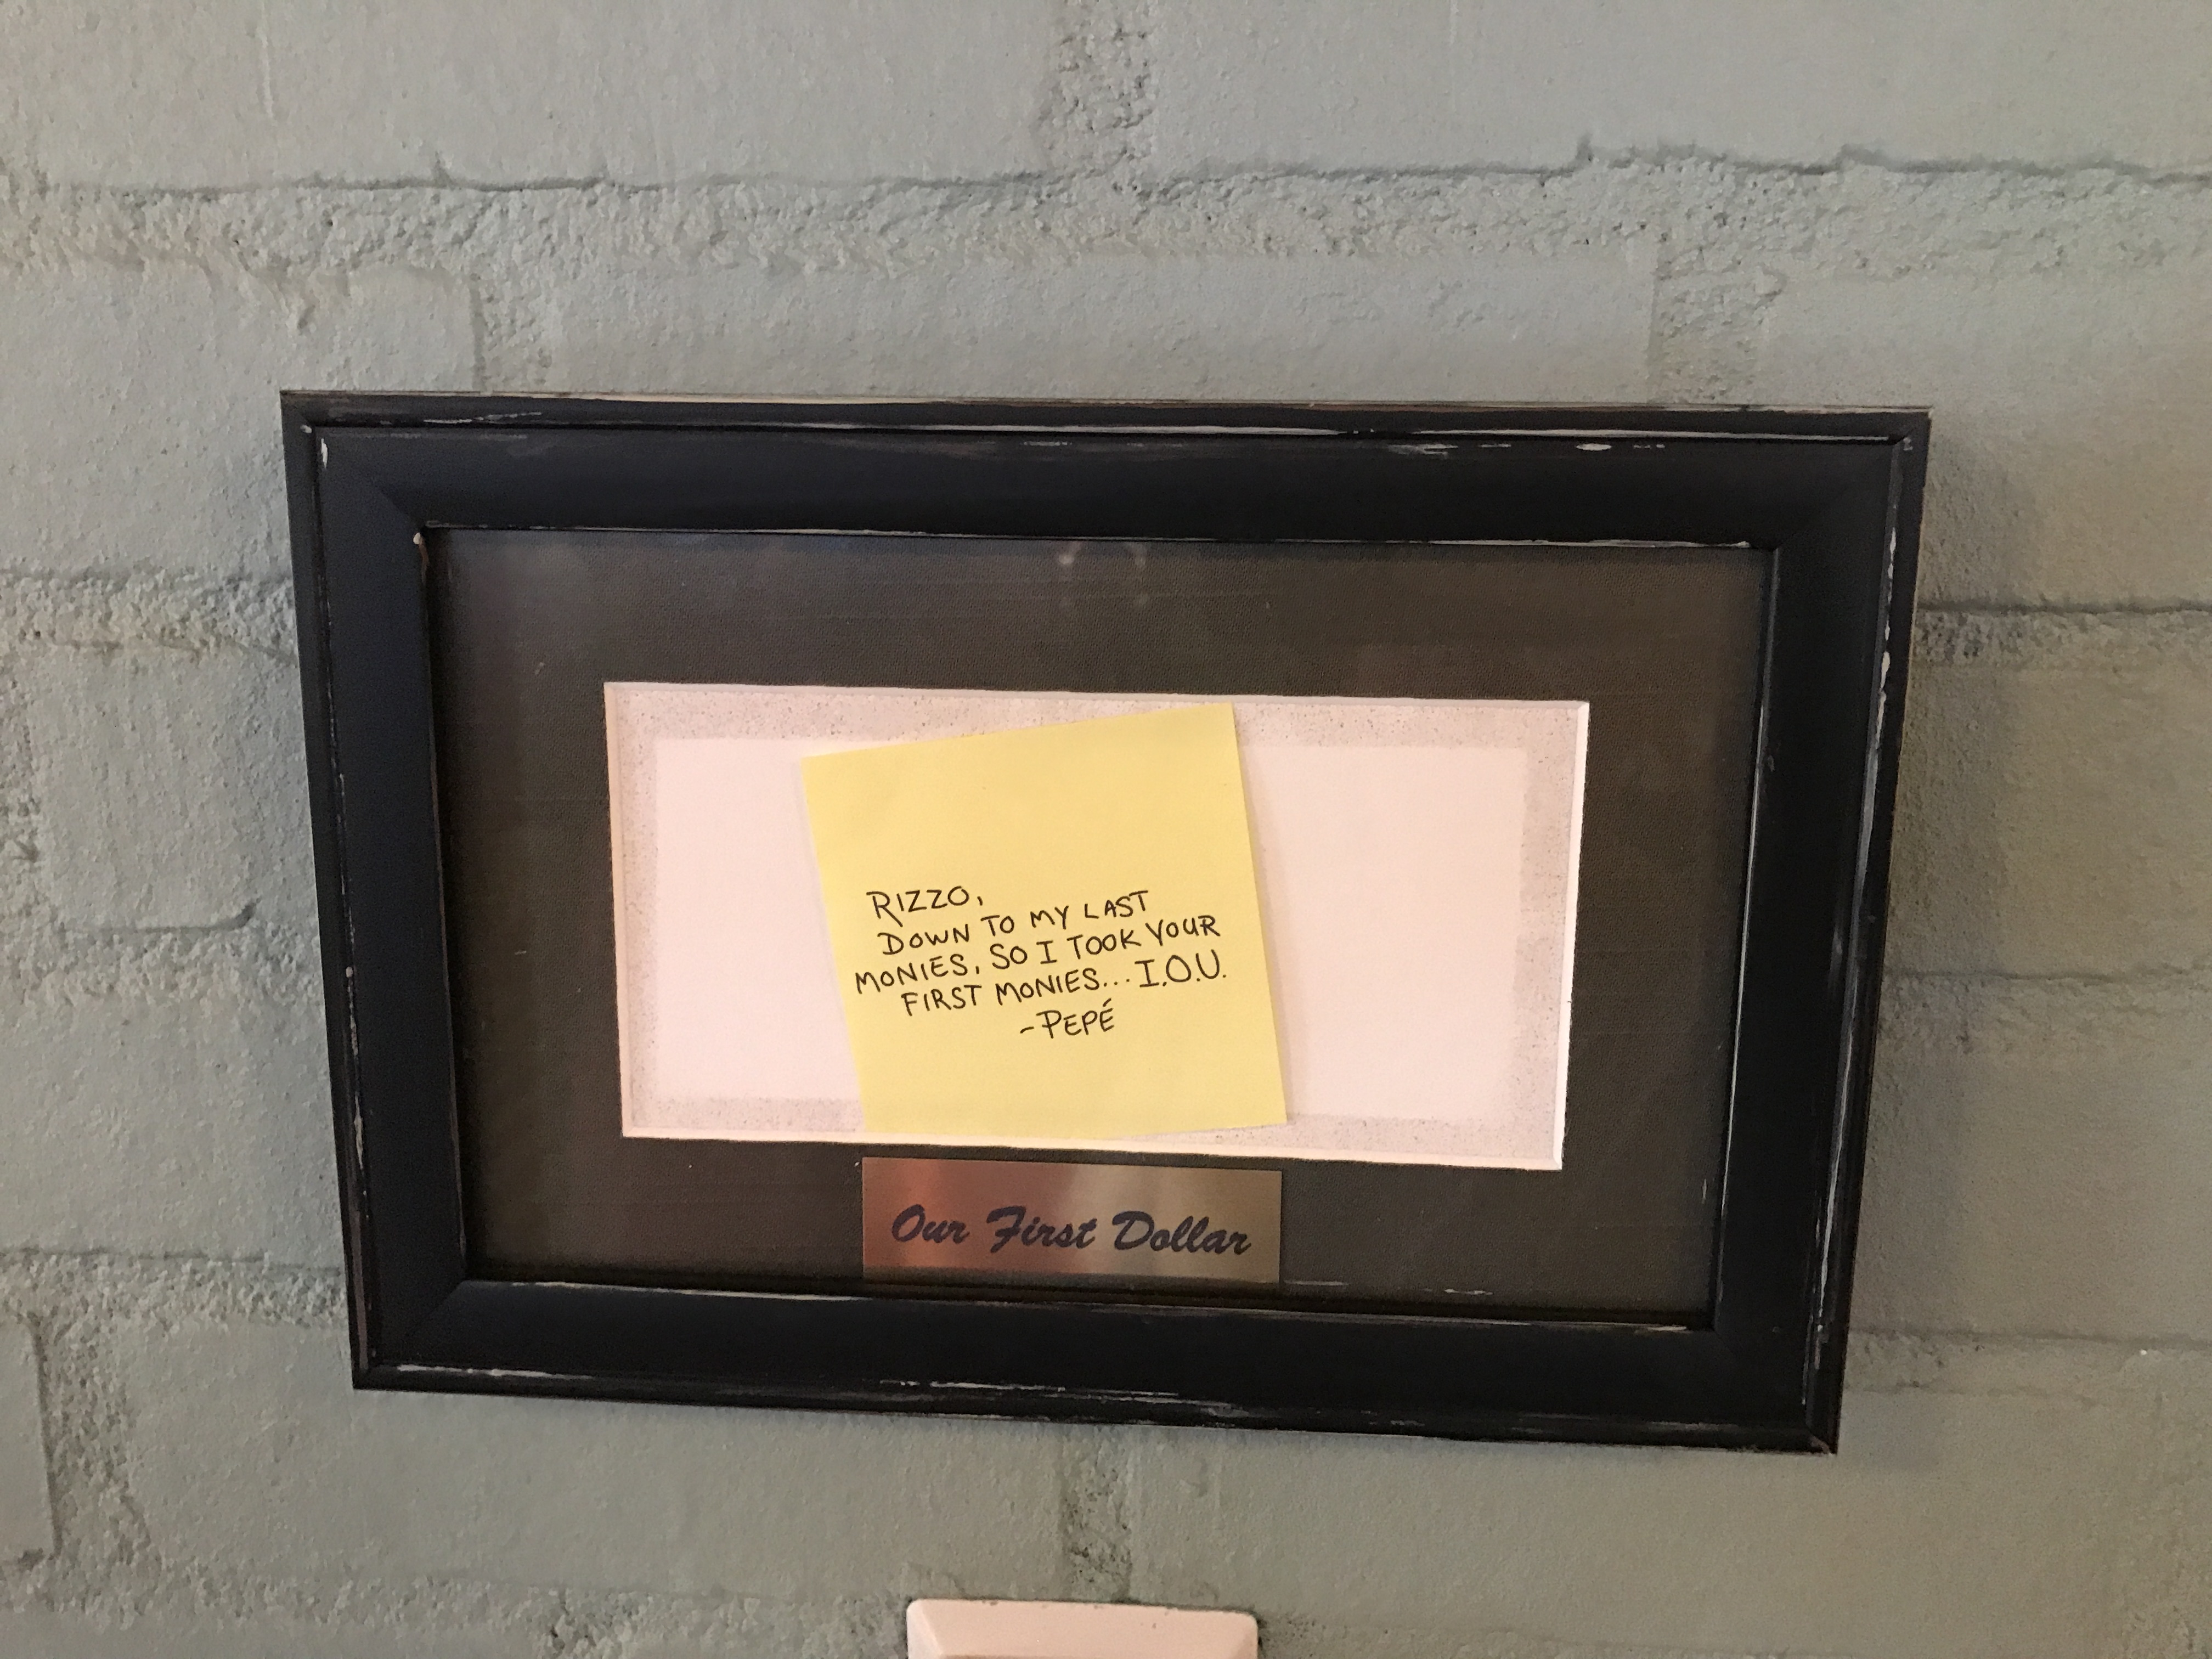 RIZZO,
DOWN TO MY LAST
MONIES, SO I TOOK YOUR
FIRST MONIES... I.O.U.
-PEPÉ
Our First Dollar